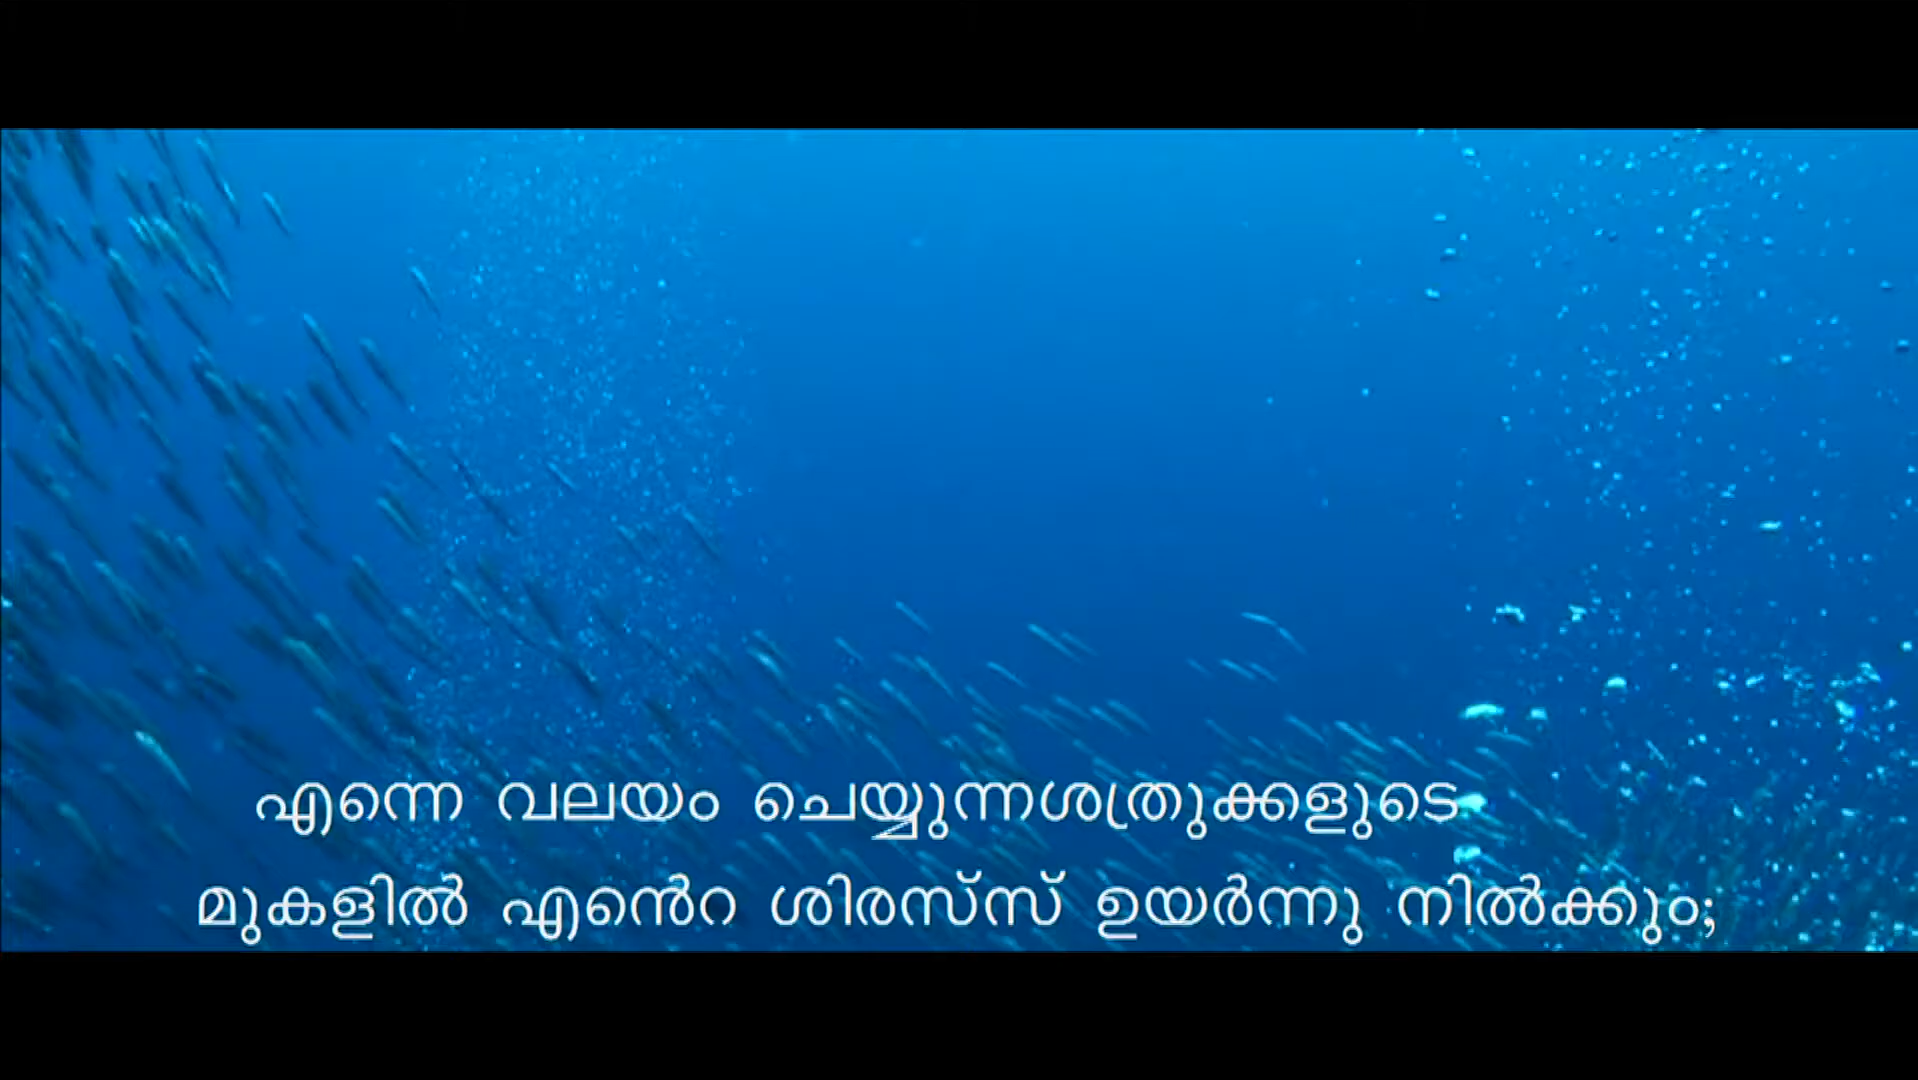 എന്നെ വലയം ചെയ്യുന്നശത്രുക്കളുടെ
മുകളിൽ എൻെറ ശിരസ്സ് ഉയർന്നു നിൽക്കും;